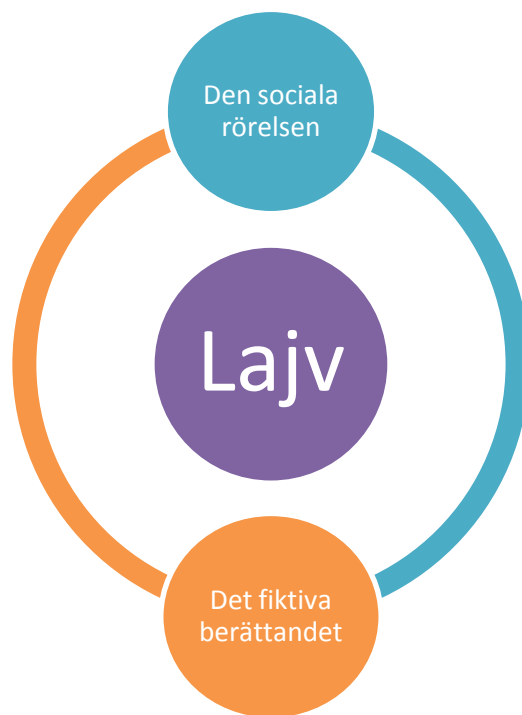 Den sociala
rörelsen
Lajv
Det fiktiva
berättandet